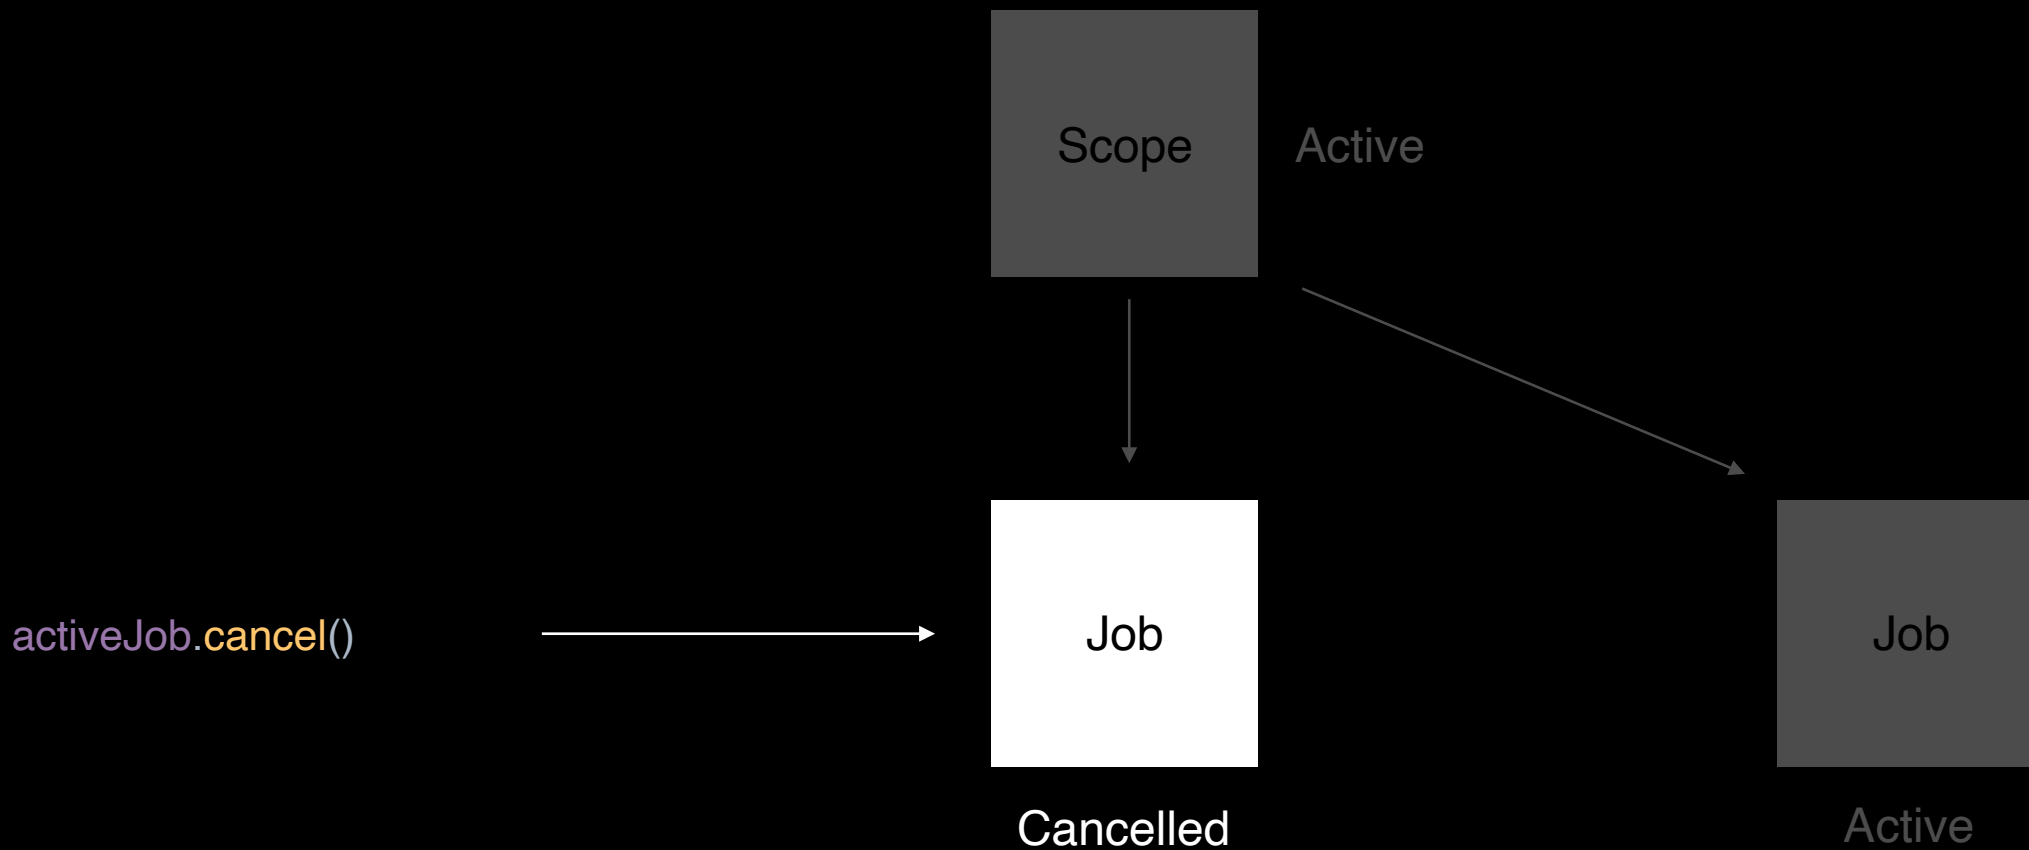 Scope
Active
activeJob.cancel()
Job
Job
Cancelled
Active